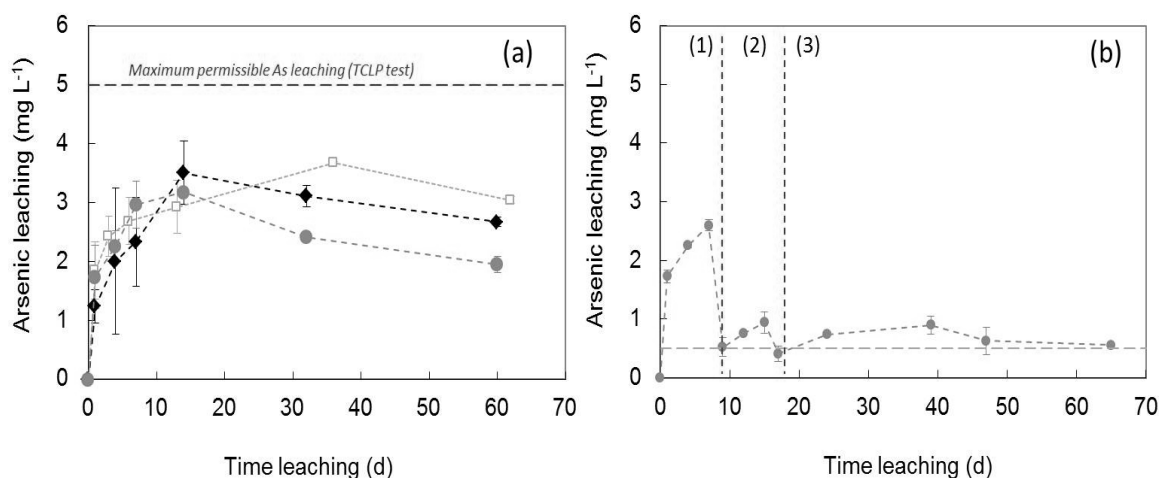 6
5
4
3
2
1
0
Arsenic leaching (mg L-1)
(a)
Maximum permissible As leaching (TCLP test)
0 10 20 30 40 50 60 70
Time leaching (d)
6
5
4
3
2
1
0
Arsenic leaching (mg L-1)
(1) (2) (3)
(b)
0 10 20 30 40 50 60 70
Time leaching (d)